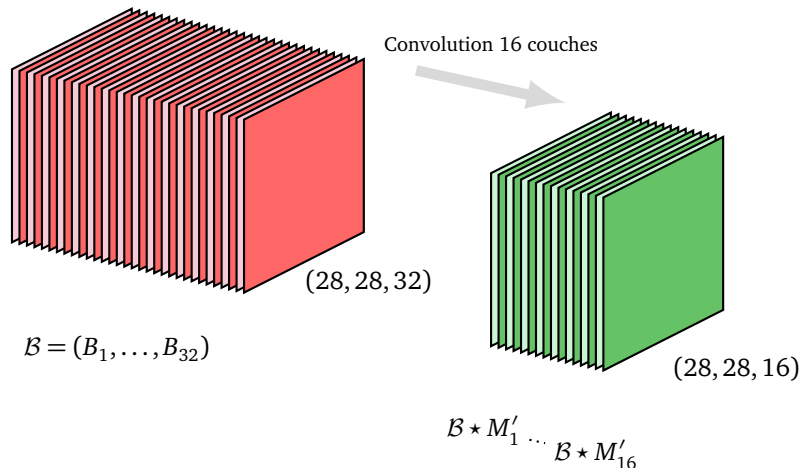 Convolution 16 couches
(28, 28, 32)
ℬ = (B₁, . . . , B₃₂)
(28, 28, 16)
ℬ ⋆ M′₁ ... ℬ ⋆ M′₁₆